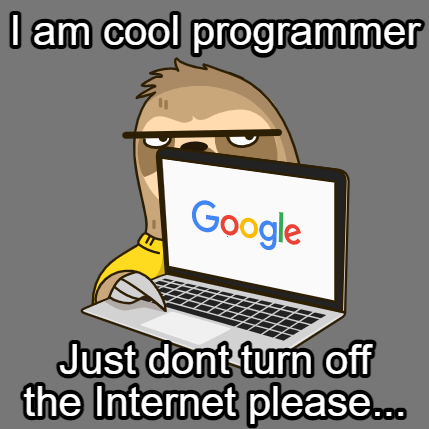 I am cool programmer
Google
Just dont turn off
the Internet please...